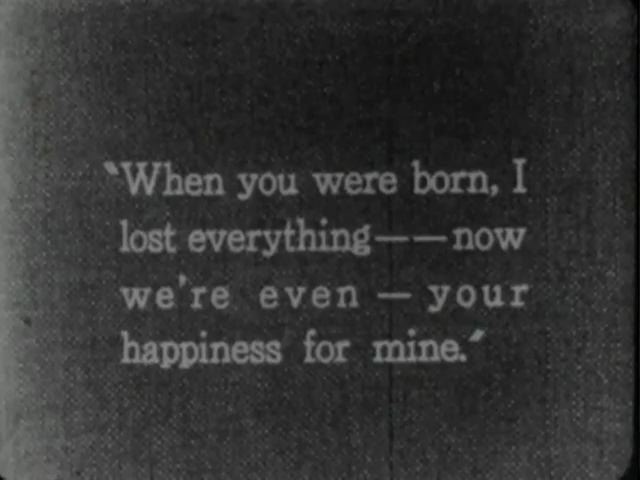 "When you were born, I
lost everything——now
we're even — your
happiness for mine."